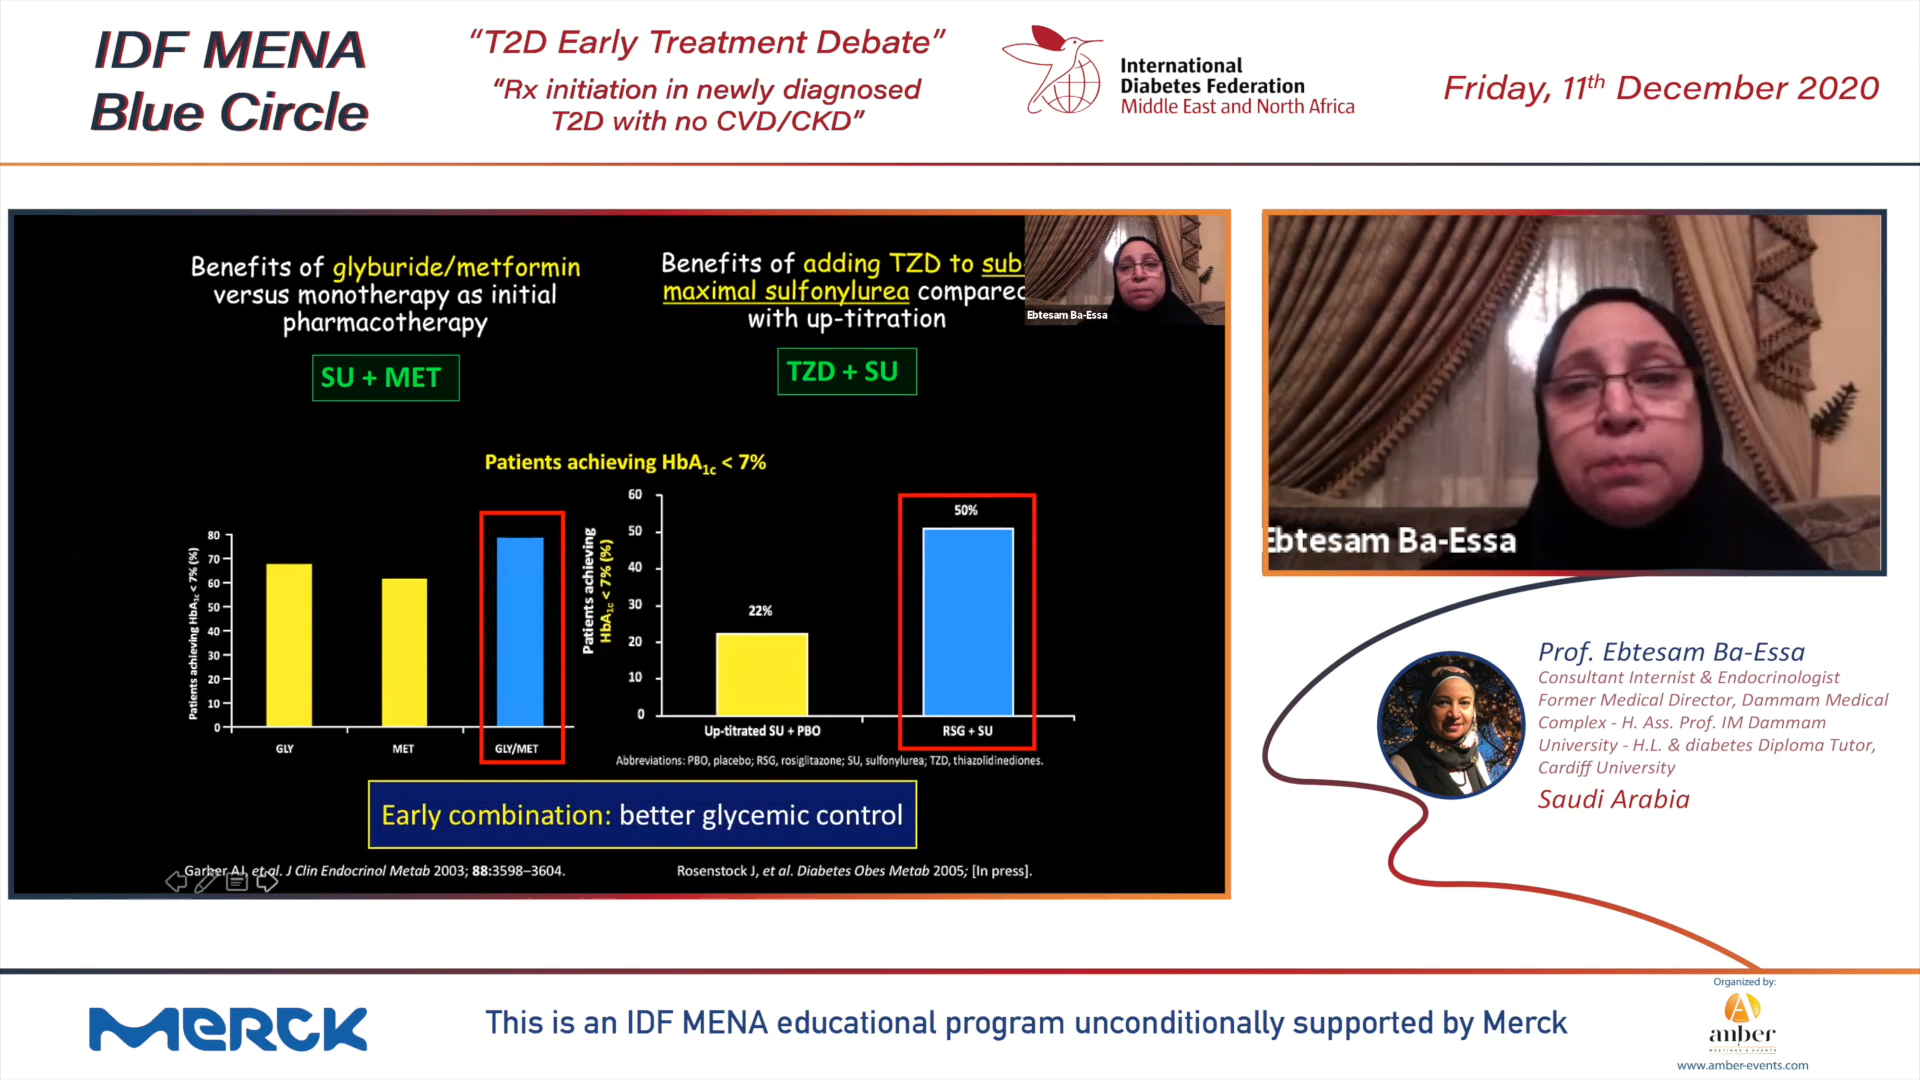 IDF MENA
Blue Circle
“T2D Early Treatment Debate”
“Rx initiation in newly diagnosed
T2D with no CVD/CKD”
International
Diabetes Federation
Middle East and North Africa
Friday, 11th December 2020
Benefits of glyburide/metformin
versus monotherapy as initial
pharmacotherapy
SU + MET
Benefits of adding TZD to sub-
maximal sulfonylurea compared
with up-titration
TZD + SU
Ebtesam Ba-Essa
Patients achieving HbA1c < 7%
Patients achieving HbA1c < 7% (%)
80
70
60
50
40
30
20
10
0
GLY
MET
GLY/MET
Patients achieving
HbA1c < 7% (%)
60
50
40
30
20
10
0
22%
50%
Up-titrated SU + PBO
RSG + SU
Abbreviations: PBO, placebo; RSG, rosiglitazone; SU, sulfonylurea; TZD, thiazolidinediones.
Early combination: better glycemic control
Garber AJ, et al. J Clin Endocrinol Metab 2003; 88:3598–3604.
Rosenstock J, et al. Diabetes Obes Metab 2005; [In press].
Ebtesam Ba-Essa
Prof. Ebtesam Ba-Essa
Consultant Internist & Endocrinologist
Former Medical Director, Dammam Medical
Complex - H. Ass. Prof. IM Dammam
University - H.L. & diabetes Diploma Tutor,
Cardiff University
Saudi Arabia
MERCK
This is an IDF MENA educational program unconditionally supported by Merck
Organized by:
amber
MEETINGS & EVENTS
www.amber-events.com